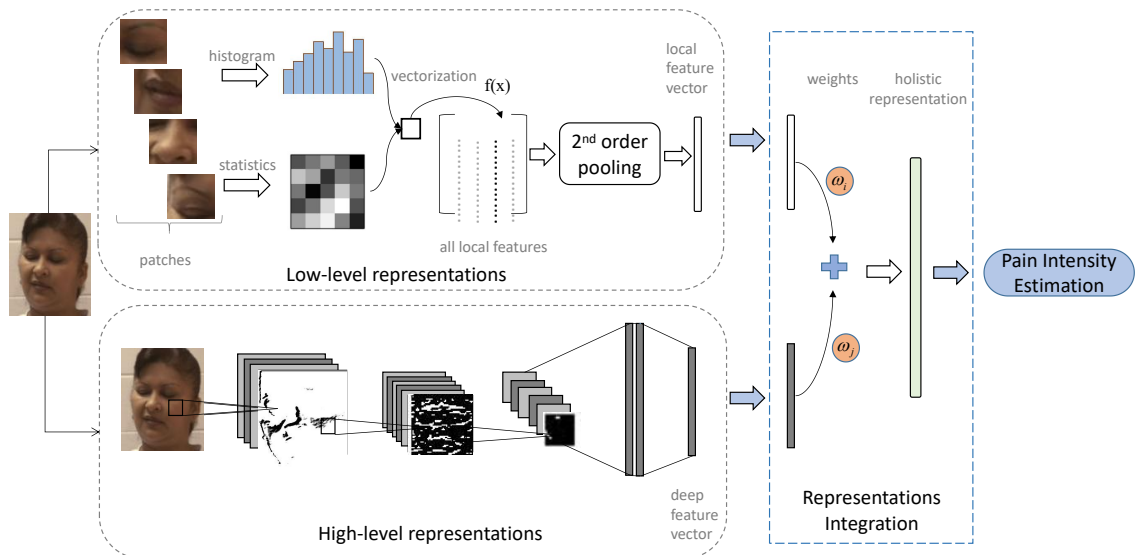 histogram
vectorization
f(x)
statistics
patches
all local features
2nd order
pooling
local
feature
vector
Low-level representations
High-level representations
deep
feature
vector
weights
holistic
representation
ωi
ωj
Representations
Integration
Pain Intensity
Estimation